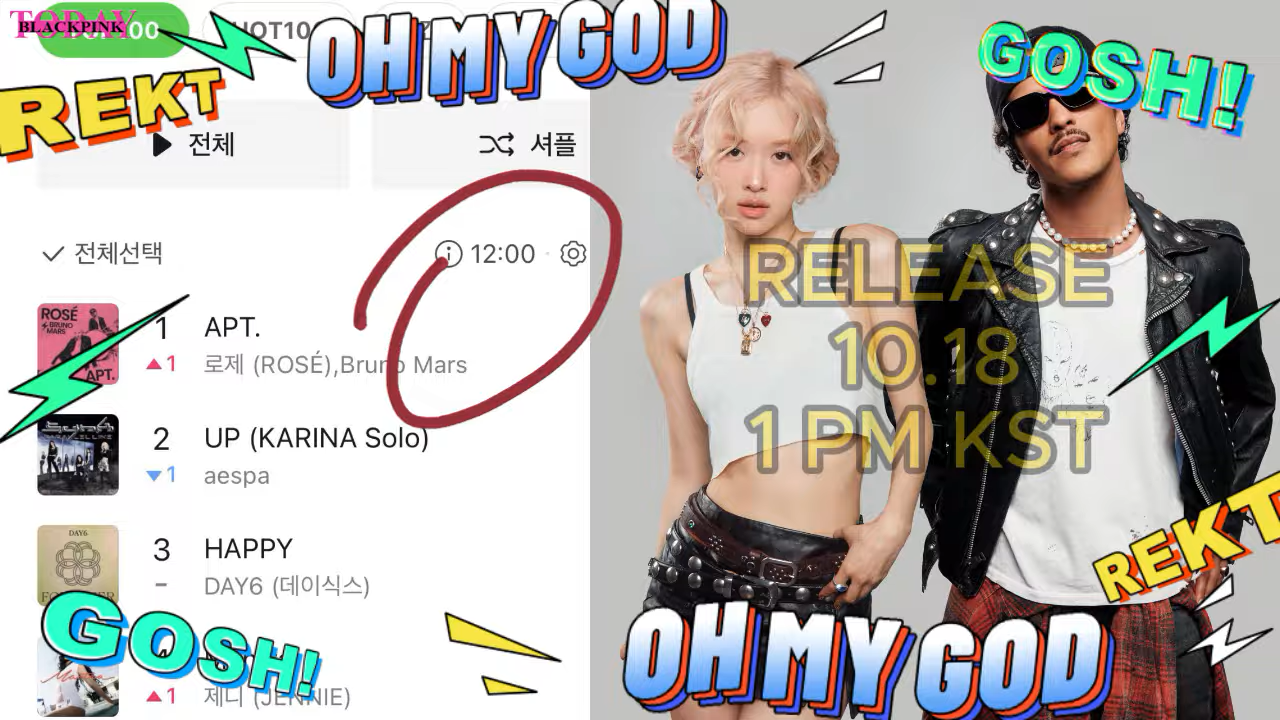 TODAY
BLACKPINK
OH MY GOD
REKT
전체
셔플
전체선택
12:00
ROSÉ
BRUNO
MARS
APT.
1
APT.
1
로제 (ROSÉ),Bruno Mars
2
UP (KARINA Solo)
1
aespa
DAY6
3
HAPPY
DAY6 (데이식스)
GOSH!
1
제니 (JENNIE)
GOSH!
RELEASE
10.18
1 PM KST
REKT
OH MY GOD